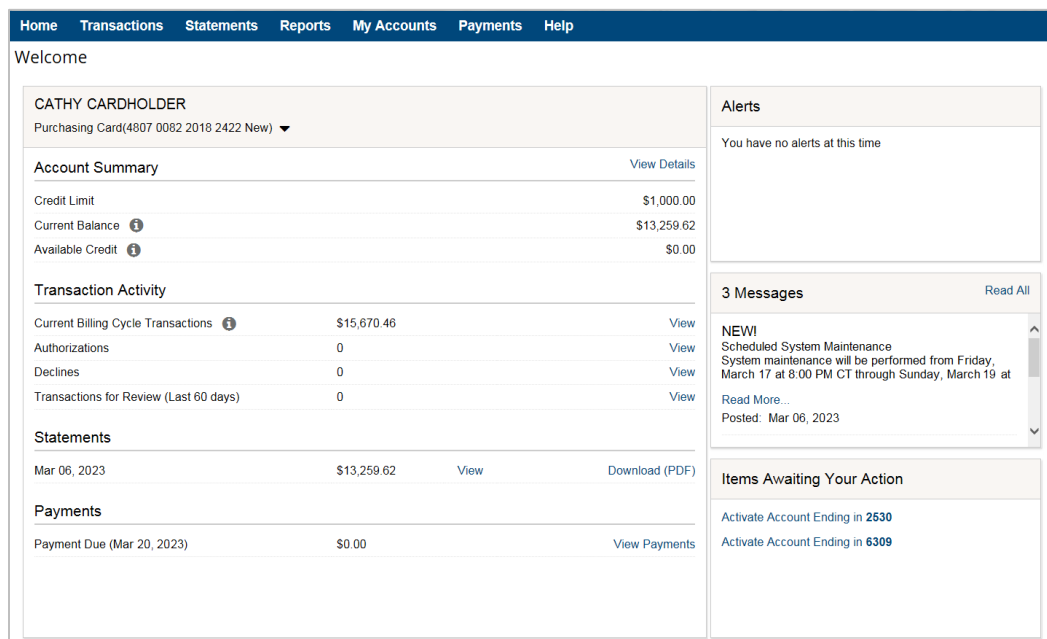 Home Transactions Statements Reports My Accounts Payments Help
Welcome
CATHY CARDHOLDER
Purchasing Card(4807 0082 2018 2422 New)
Account Summary View Details
Credit Limit $1,000.00
Current Balance $13,259.62
Available Credit $0.00
Transaction Activity
Current Billing Cycle Transactions $15,670.46 View
Authorizations 0 View
Declines 0 View
Transactions for Review (Last 60 days) 0 View
Statements
Mar 06, 2023 $13,259.62 View Download (PDF)
Payments
Payment Due (Mar 20, 2023) $0.00 View Payments
Alerts
You have no alerts at this time
3 Messages Read All
NEW!
Scheduled System Maintenance
System maintenance will be performed from Friday,
March 17 at 8:00 PM CT through Sunday, March 19 at
Read More...
Posted: Mar 06, 2023
Items Awaiting Your Action
Activate Account Ending in 2530
Activate Account Ending in 6309